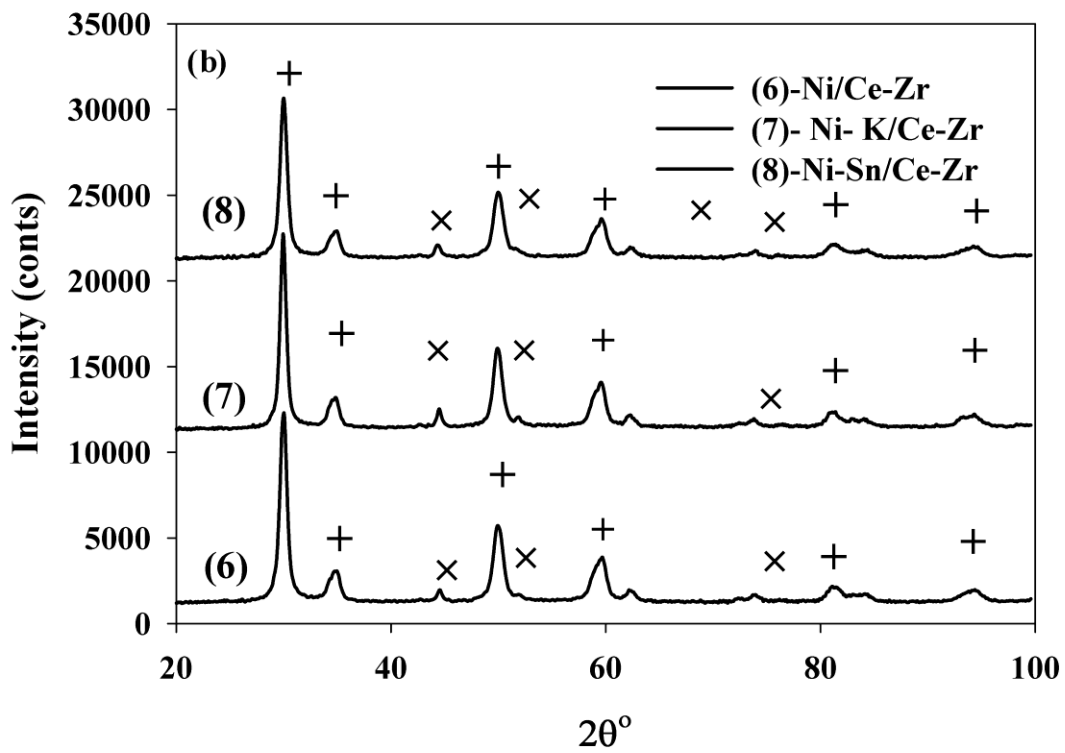 35000
(b)
(6)-Ni/Ce-Zr
(7)- Ni- K/Ce-Zr
(8)-Ni-Sn/Ce-Zr
30000
25000
(8)
20000
15000
(7)
10000
5000
(6)
0
Intensity (conts)
20 40 60 80 100
2θ°